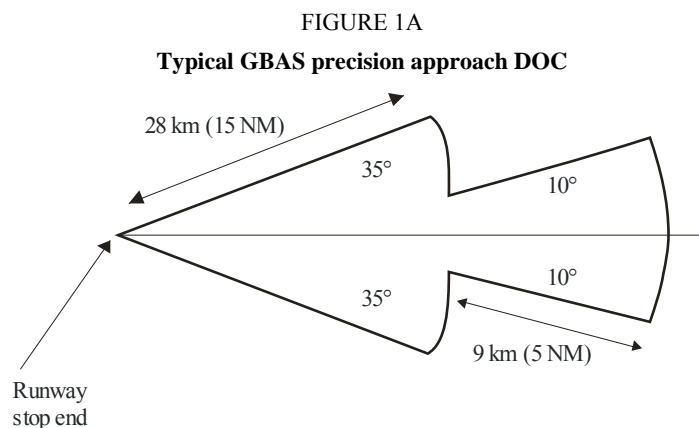 FIGURE 1A
Typical GBAS precision approach DOC
28 km (15 NM)
35°
10°
35°
10°
9 km (5 NM)
Runway
stop end